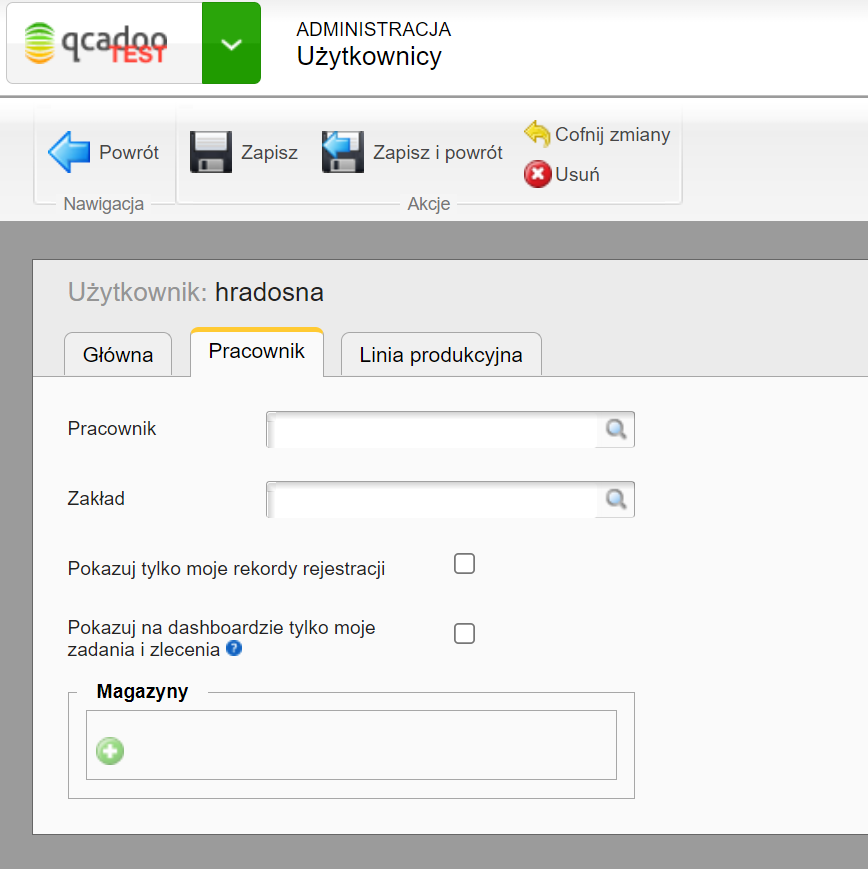 qcadoo
TEST
ADMINISTRACJA
Użytkownicy
Powrót
Zapisz
Zapisz i powrót
Cofnij zmiany
Usuń
Nawigacja
Akcje
Użytkownik: hradosna
Główna
Pracownik
Linia produkcyjna
Pracownik
Zakład
Pokazuj tylko moje rekordy rejestracji
Pokazuj na dashboardzie tylko moje
zadania i zlecenia ?
Magazyny